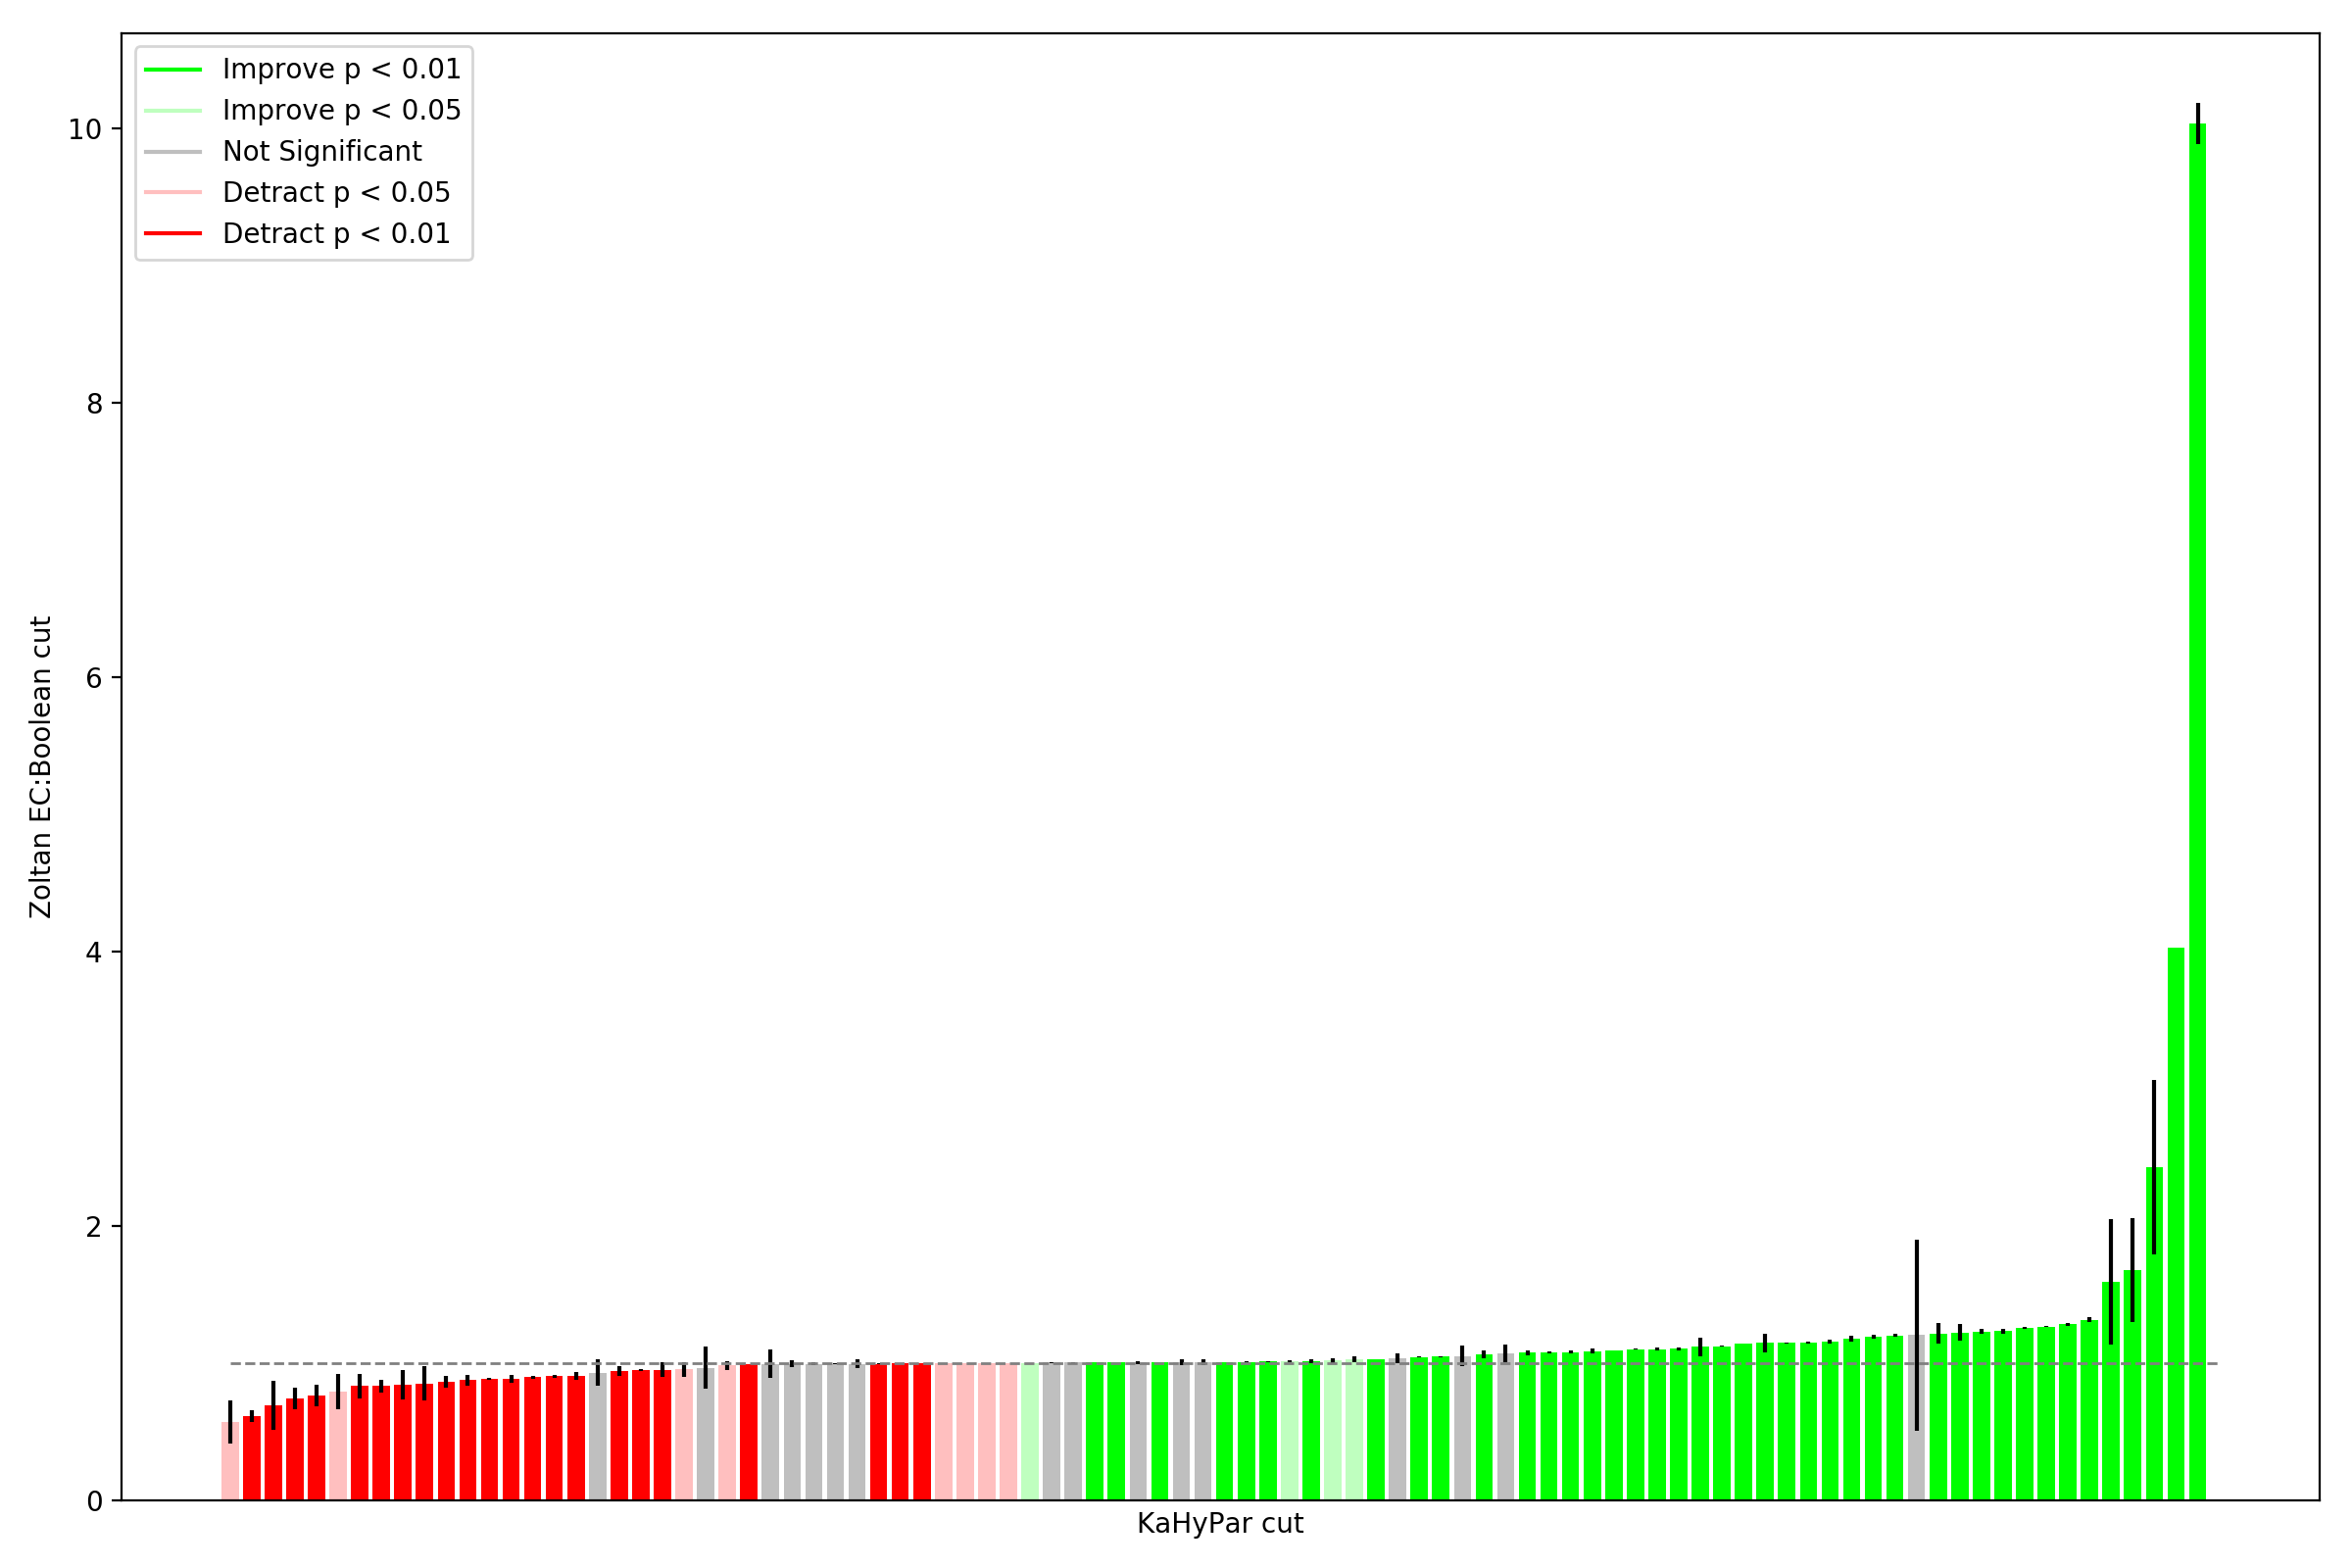 Improve p < 0.01
Improve p < 0.05
Not Significant
Detract p < 0.05
Detract p < 0.01
10
8
6
4
2
0
Zoltan EC:Boolean cut
KaHyPar cut